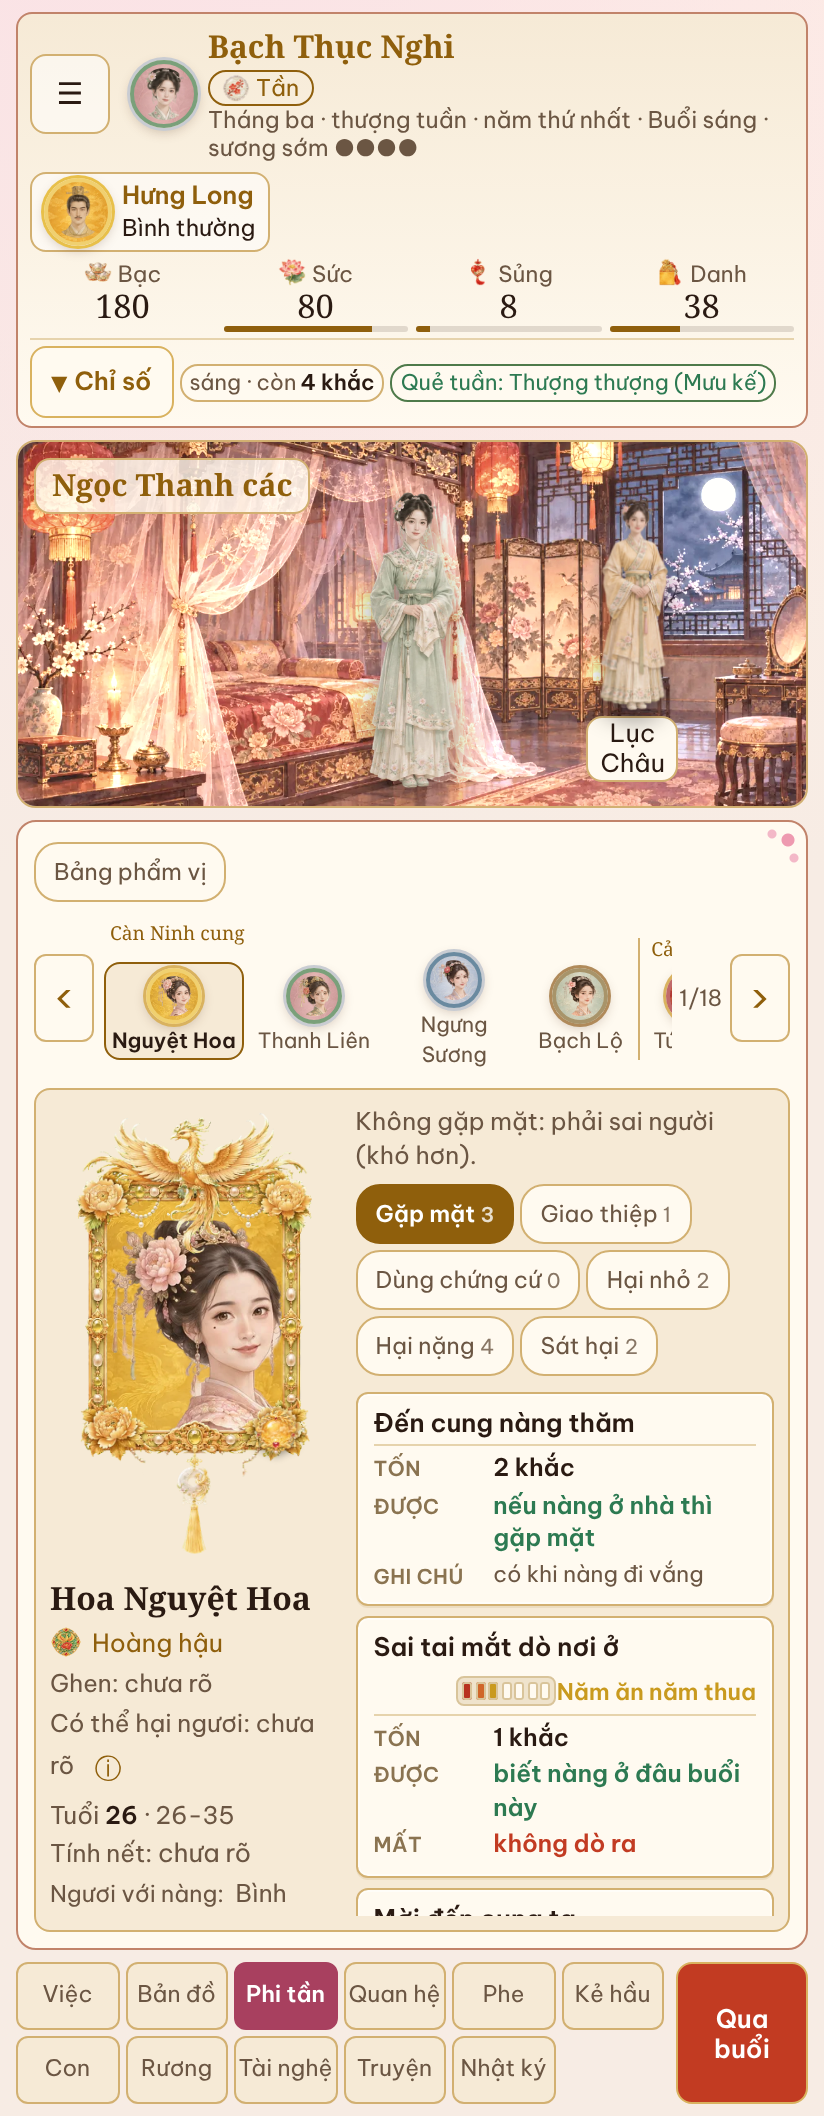 ☰
Bạch Thục Nghi
Tần
Tháng ba · thượng tuần · năm thứ nhất · Buổi sáng ·
sương sớm ●●●●
Hưng Long
Bình thường
Bạc
180
Sức
80
Sủng
8
Danh
38
▼ Chỉ số
sáng · còn 4 khắc
Quẻ tuần: Thượng thượng (Mưu kế)
Ngọc Thanh các
Lục
Châu
Bảng phẩm vị
Càn Ninh cung
‹
Nguyệt Hoa
Thanh Liên
Ngưng
Sương
Bạch Lộ
1/18
›
Không gặp mặt: phải sai người
(khó hơn).
Gặp mặt 3
Giao thiệp 1
Dùng chứng cứ 0
Hại nhỏ 2
Hại nặng 4
Sát hại 2
Đến cung nàng thăm
TỐN 2 khắc
ĐƯỢC nếu nàng ở nhà thì
gặp mặt
GHI CHÚ có khi nàng đi vắng
Sai tai mắt dò nơi ở
Năm ăn năm thua
TỐN 1 khắc
ĐƯỢC biết nàng ở đâu buổi
này
MẤT không dò ra
Mời đến cung ta
Hoa Nguyệt Hoa
Hoàng hậu
Ghen: chưa rõ
Có thể hại ngươi: chưa
rõ ⓘ
Tuổi 26 · 26-35
Tính nết: chưa rõ
Ngươi với nàng: Bình
Việc
Bản đồ
Phi tần
Quan hệ
Phe
Kẻ hầu
Con
Rương
Tài nghệ
Truyện
Nhật ký
Qua
buổi